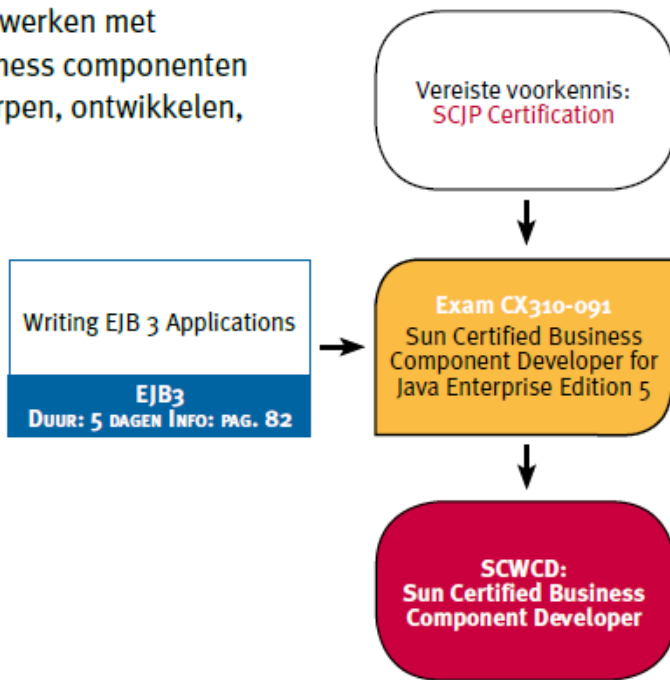 werken met
ness componenten
rpen, ontwikkelen,
Vereiste voorkennis:
SCJP Certification
Writing EJB 3 Applications
EJB3
Duur: 5 dagen Info: pag. 82
Exam CX310-091
Sun Certified Business
Component Developer for
Java Enterprise Edition 5
SCWCD:
Sun Certified Business
Component Developer